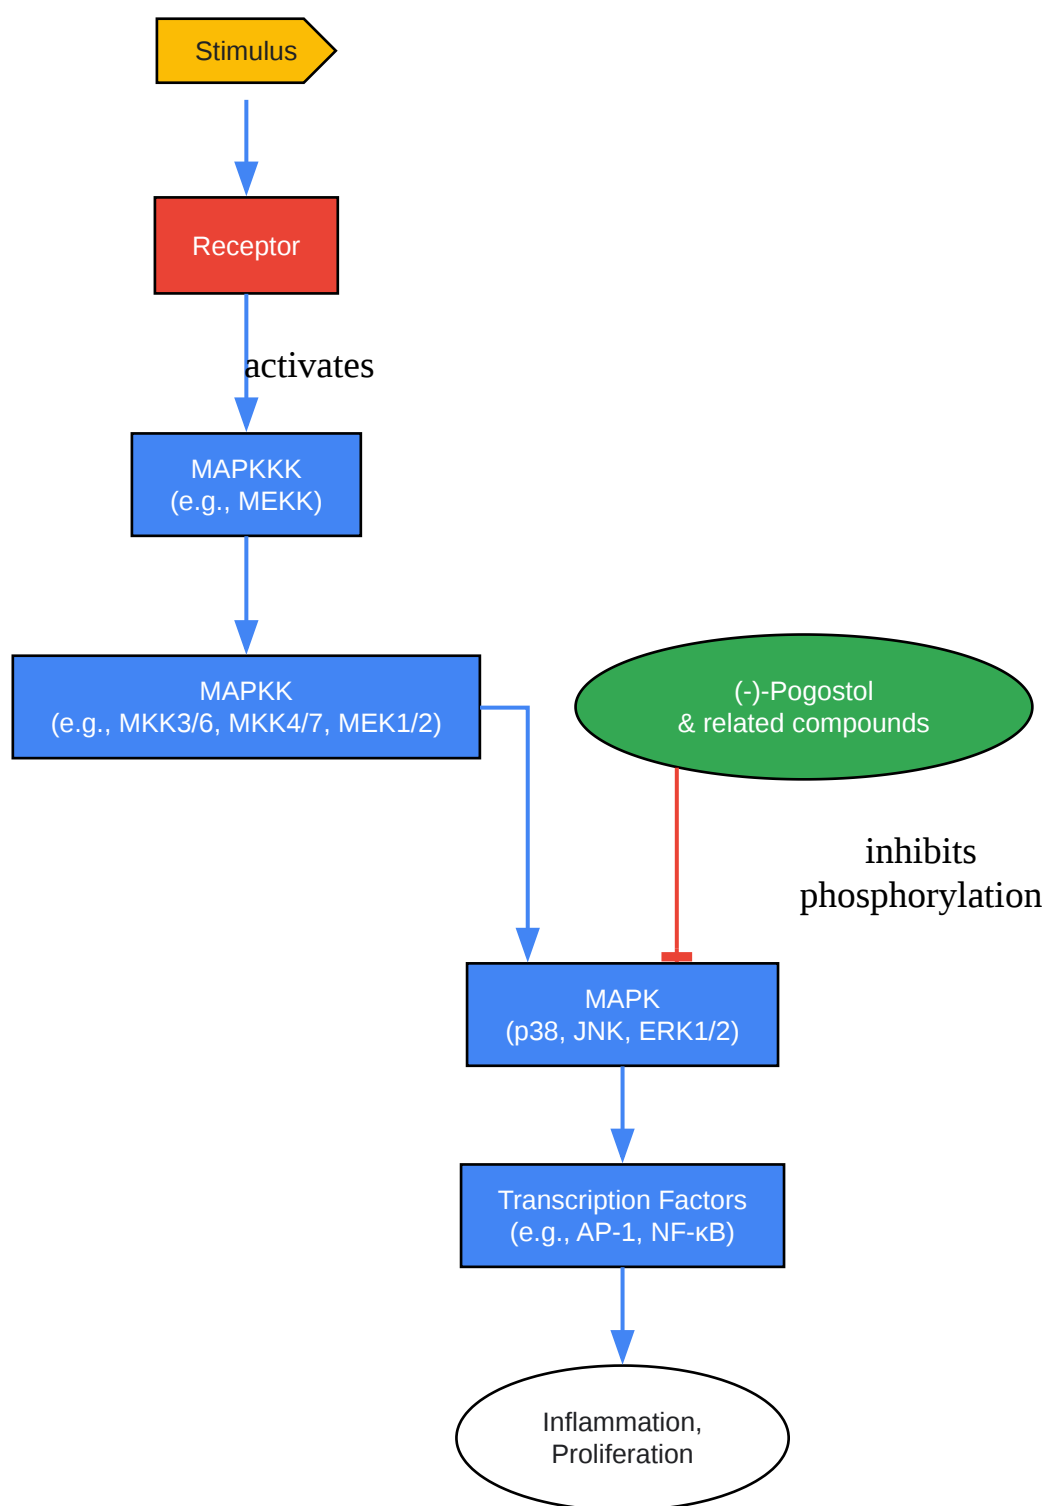 Stimulus
Receptor
activates
MAPKKK
(e.g., MEKK)
MAPKK
(e.g., MKK3/6, MKK4/7, MEK1/2)
(-)-Pogostol
& related compounds
inhibits
phosphorylation
MAPK
(p38, JNK, ERK1/2)
Transcription Factors
(e.g., AP-1, NF-κB)
Inflammation,
Proliferation